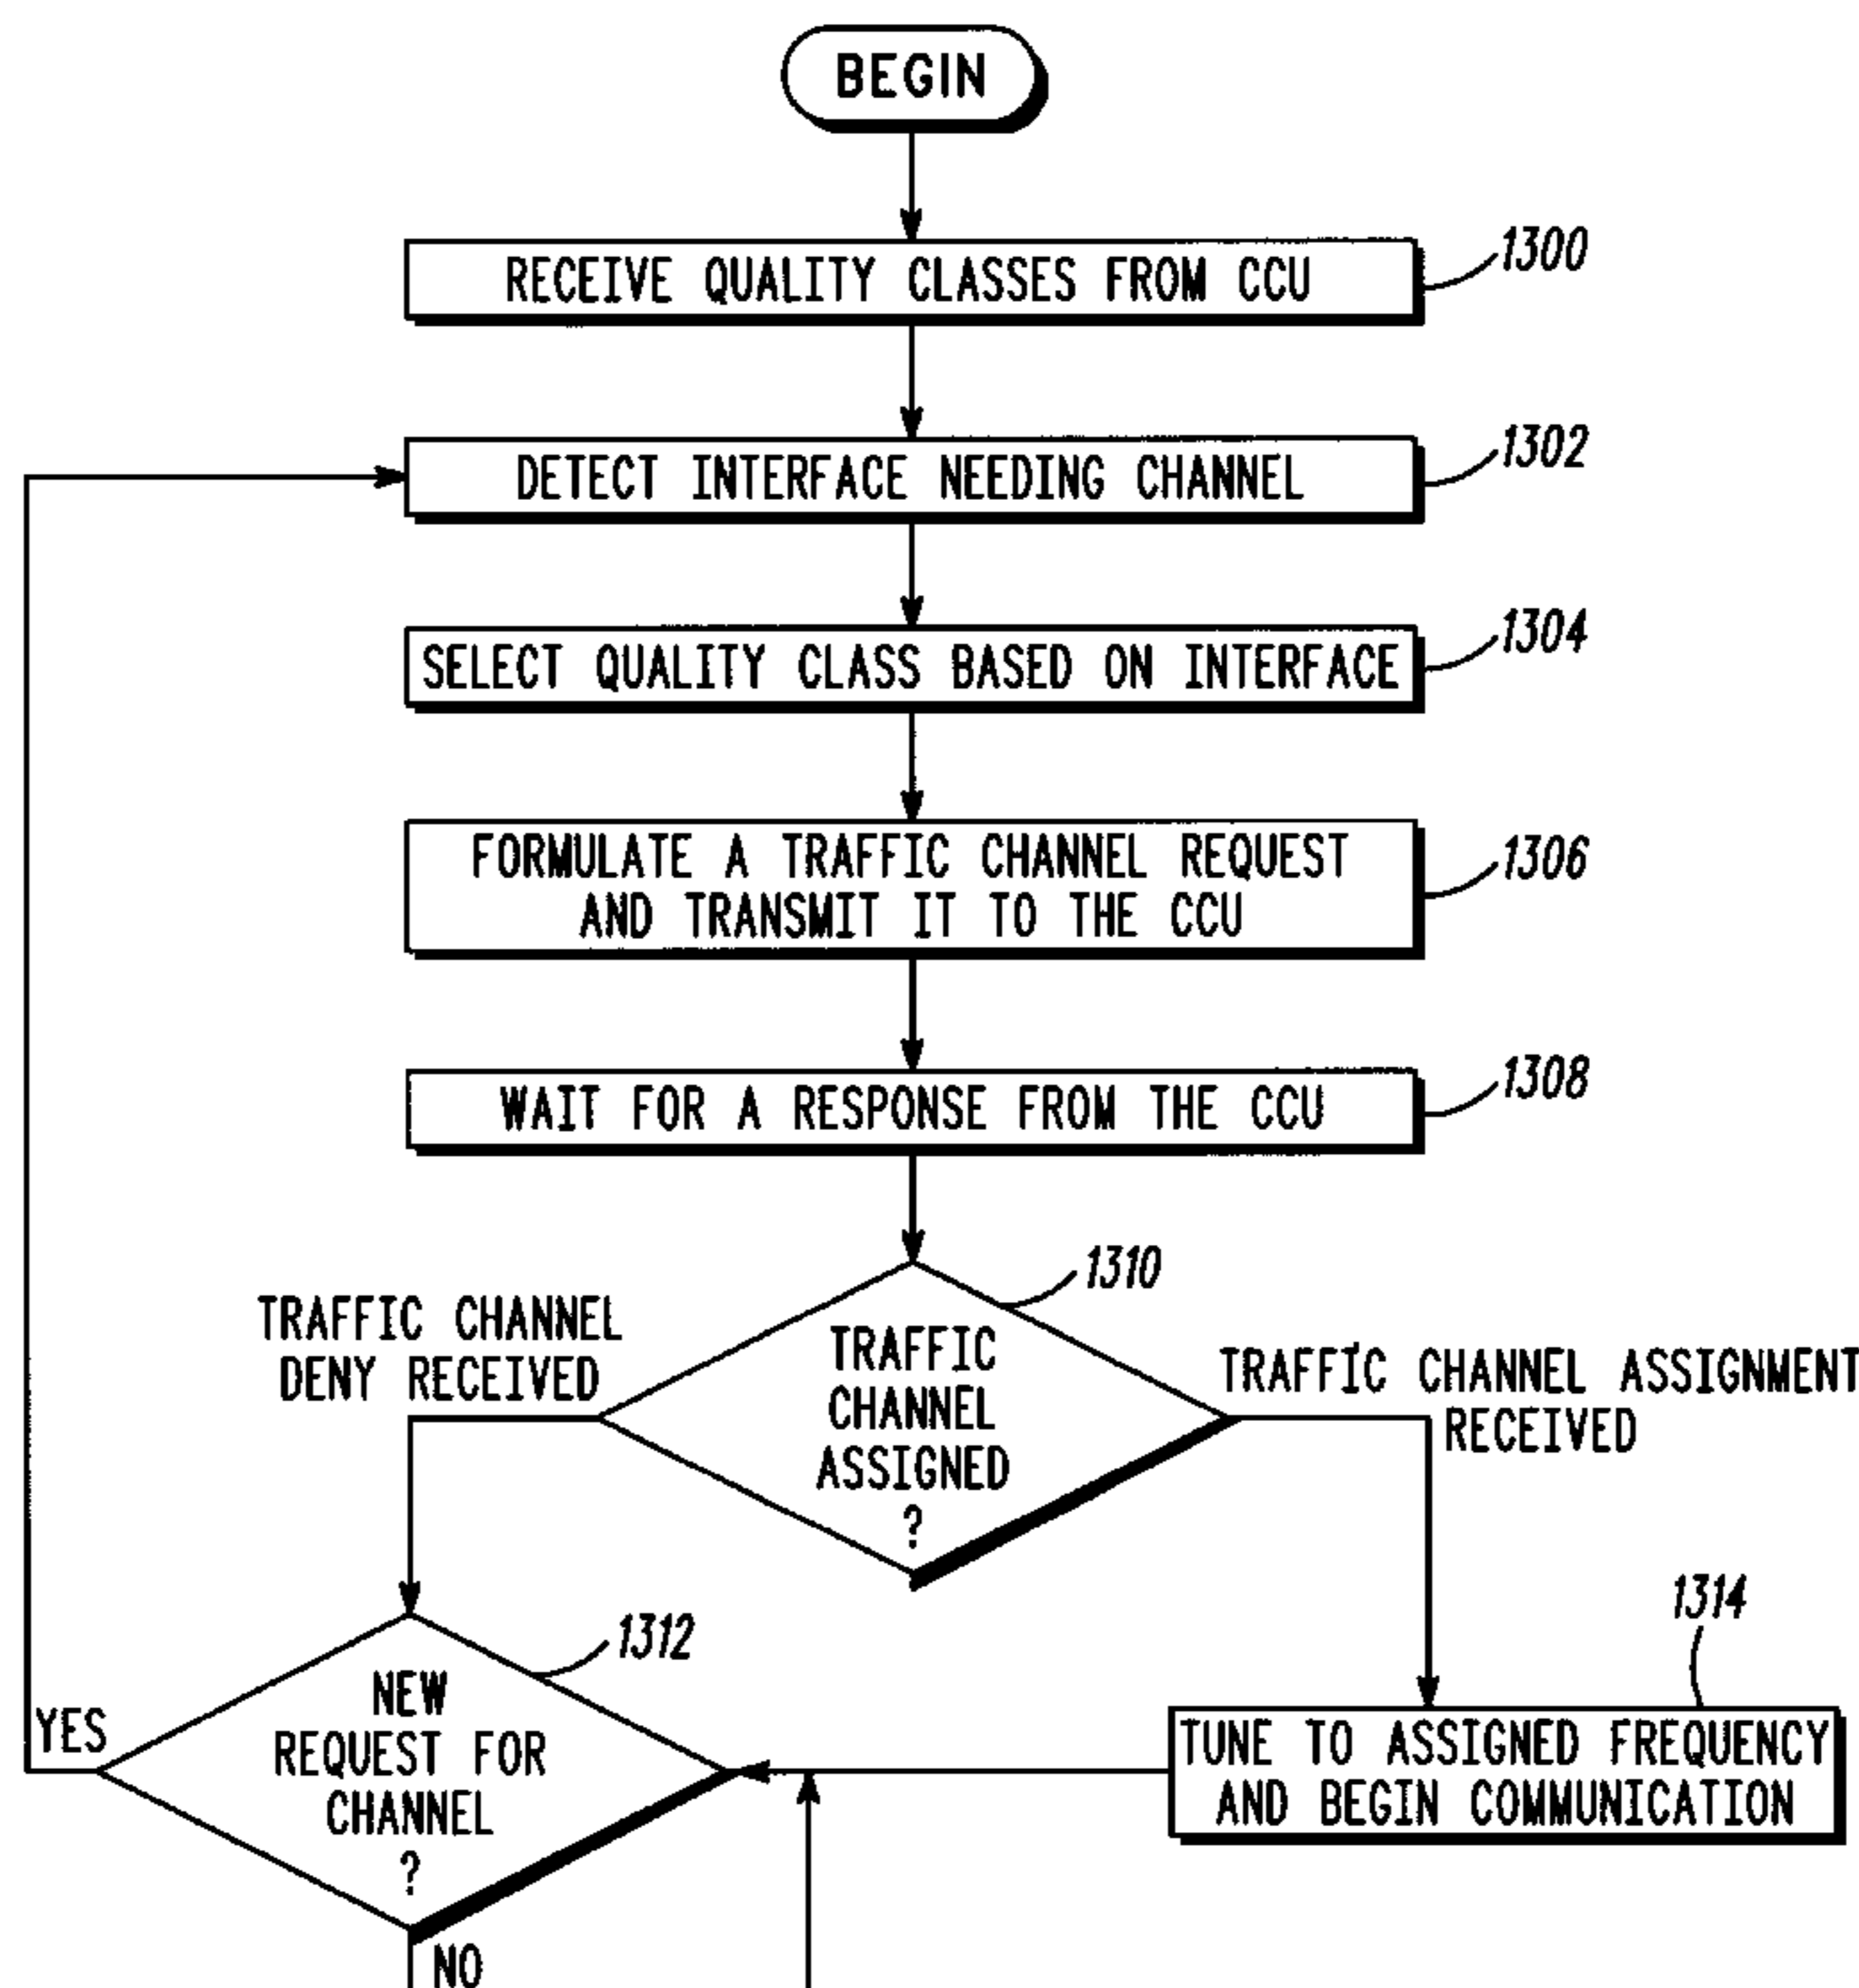 BEGIN
RECEIVE QUALITY CLASSES FROM CCU
1300
DETECT INTERFACE NEEDING CHANNEL
1302
SELECT QUALITY CLASS BASED ON INTERFACE
1304
FORMULATE A TRAFFIC CHANNEL REQUEST
AND TRANSMIT IT TO THE CCU
1306
WAIT FOR A RESPONSE FROM THE CCU
1308
1310
TRAFFIC CHANNEL
DENY RECEIVED
TRAFFIC
CHANNEL
ASSIGNED
?
TRAFFIC CHANNEL ASSIGNMENT
RECEIVED
1312
1314
YES
NEW
REQUEST FOR
CHANNEL
?
TUNE TO ASSIGNED FREQUENCY
AND BEGIN COMMUNICATION
NO